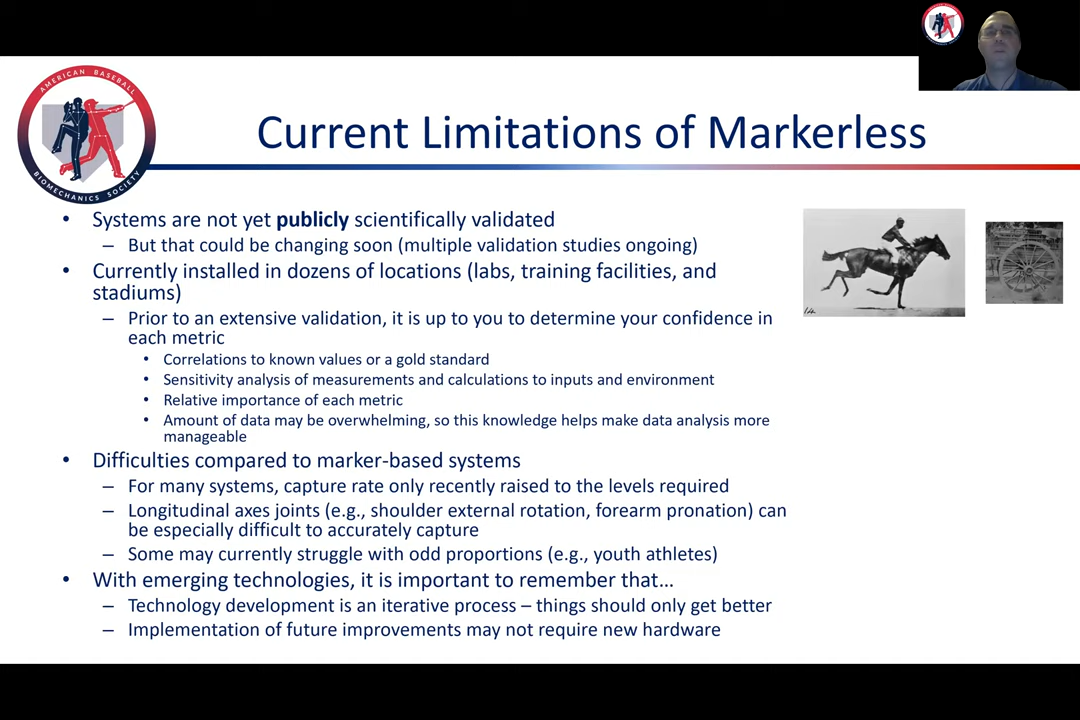 AMERICAN BASEBALL
BIOMECHANICS SOCIETY
Current Limitations of Markerless
• Systems are not yet publicly scientifically validated
– But that could be changing soon (multiple validation studies ongoing)
• Currently installed in dozens of locations (labs, training facilities, and
stadiums)
– Prior to an extensive validation, it is up to you to determine your confidence in
each metric
• Correlations to known values or a gold standard
• Sensitivity analysis of measurements and calculations to inputs and environment
• Relative importance of each metric
• Amount of data may be overwhelming, so this knowledge helps make data analysis more
manageable
• Difficulties compared to marker-based systems
– For many systems, capture rate only recently raised to the levels required
– Longitudinal axes joints (e.g., shoulder external rotation, forearm pronation) can
be especially difficult to accurately capture
– Some may currently struggle with odd proportions (e.g., youth athletes)
• With emerging technologies, it is important to remember that…
– Technology development is an iterative process – things should only get better
– Implementation of future improvements may not require new hardware